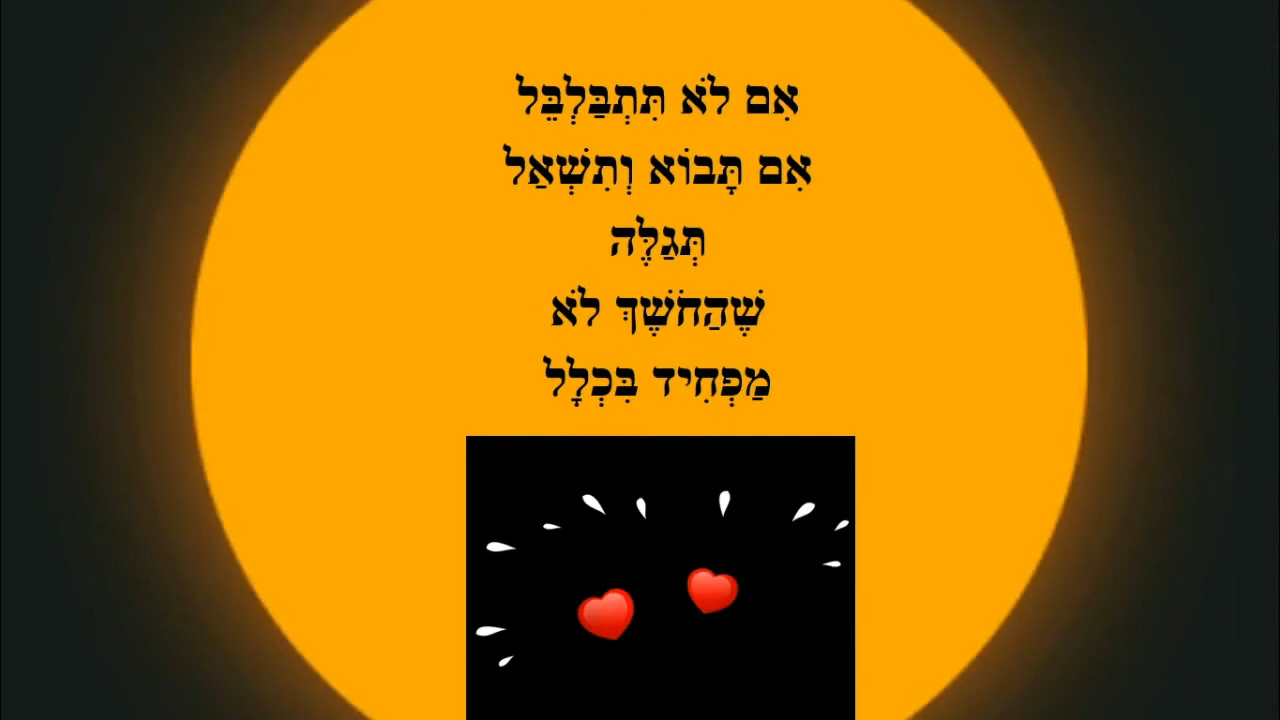 אִם לֹא תִּתְבַּלְבֵּל
אִם תָּבוֹא וְתִשְׁאַל
תְּגַלֶּה
שֶׁהַחֹשֶׁךְ לֹא
מַפְחִיד בִּכְלָל